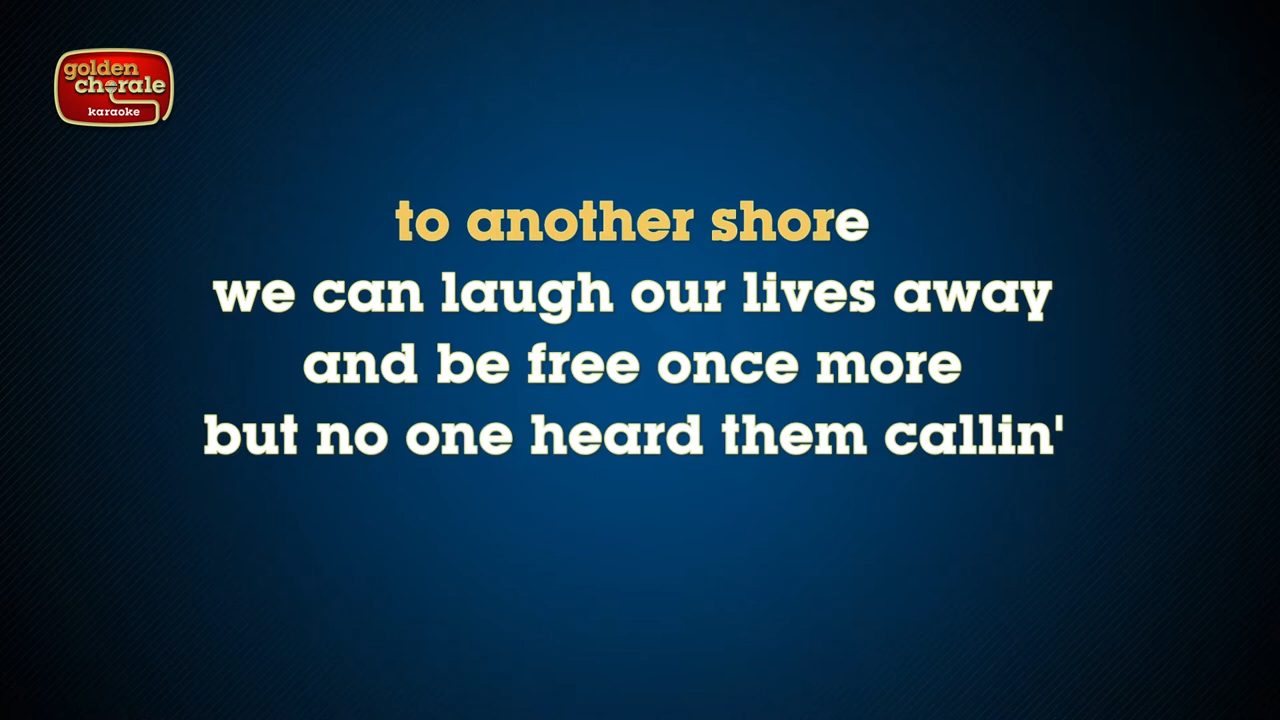 golden
chorale
karaoke
to another shore
we can laugh our lives away
and be free once more
but no one heard them callin'